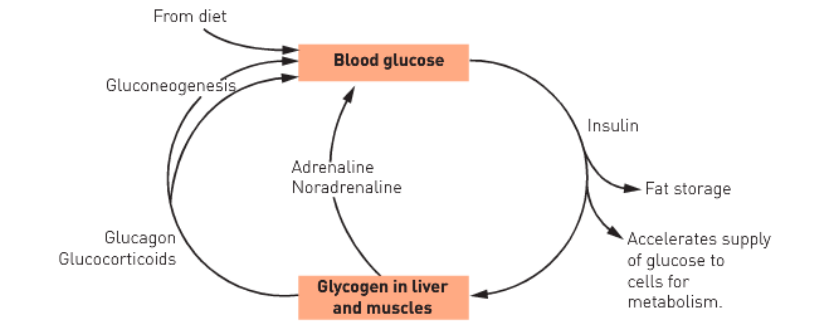 From diet
Blood glucose
Gluconeogenesis
Insulin
Adrenaline
Noradrenaline
Fat storage
Glucagon
Glucocorticoids
Accelerates supply
of glucose to
cells for
metabolism.
Glycogen in liver
and muscles